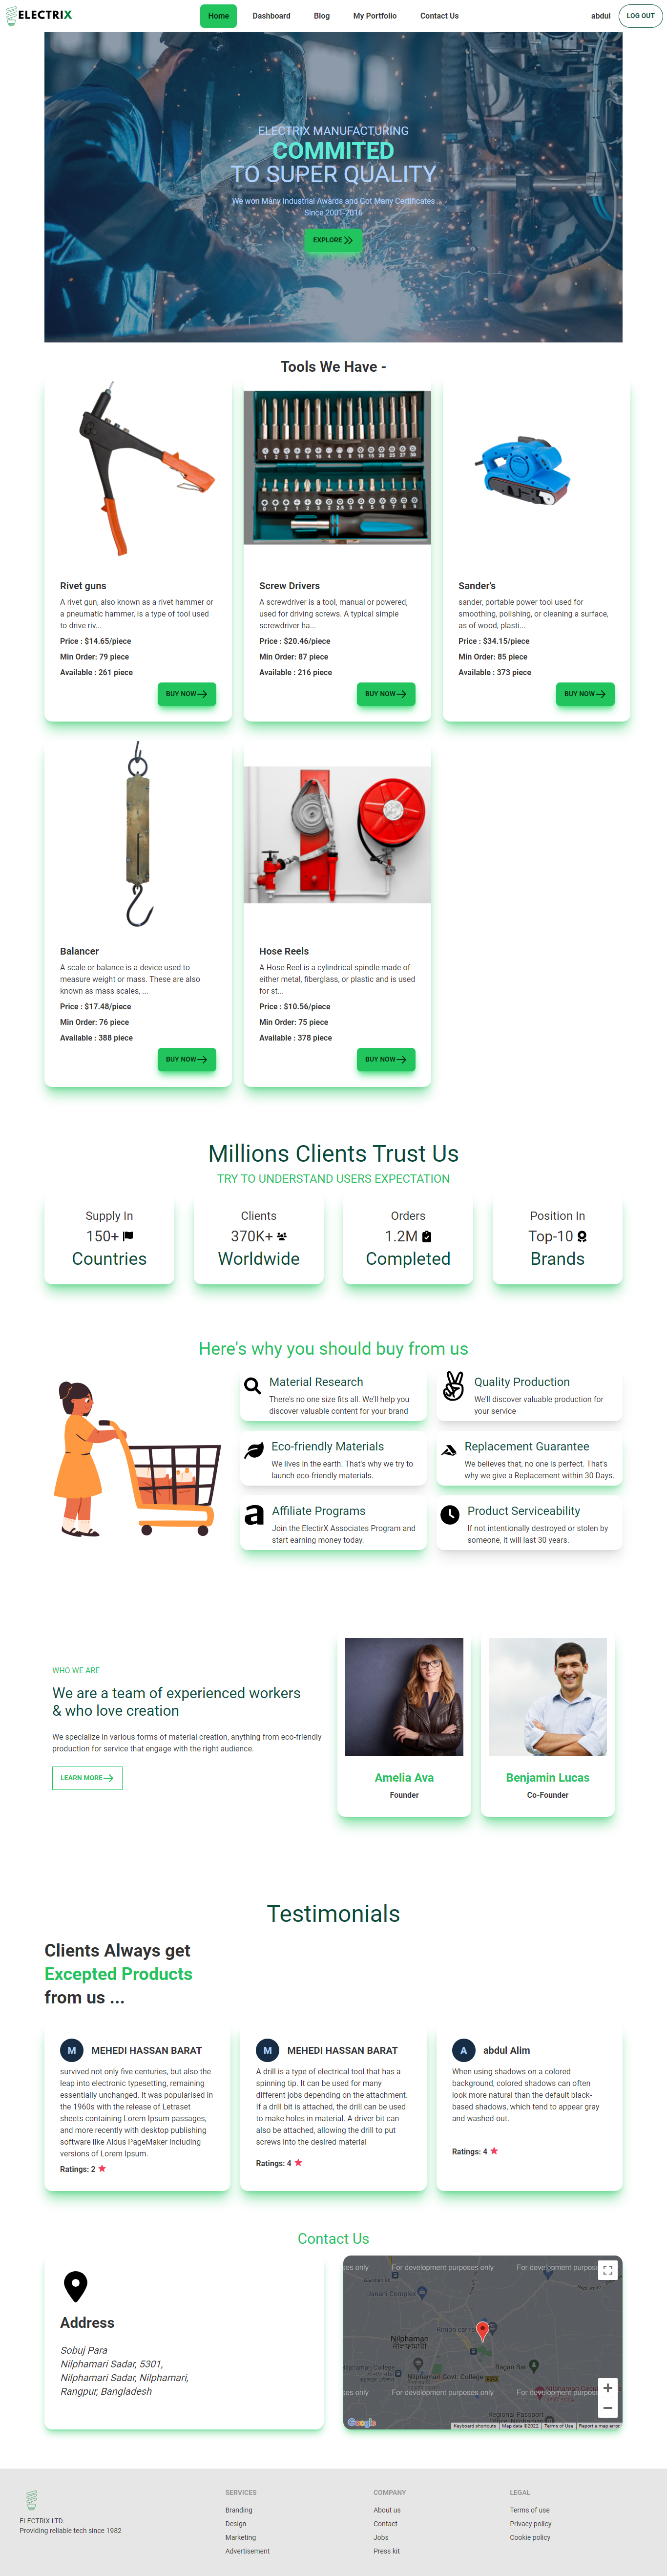 ELECTRIX
Home
Dashboard
Blog
My Portfolio
Contact Us
abdul
LOG OUT
ELECTRIX MANUFACTURING
COMMITED
TO SUPER QUALITY
We won Many Industrial Awards and Got Many Certificates .
Since 2001-2016
EXPLORE
Tools We Have -
Rivet guns
A rivet gun, also known as a rivet hammer or
a pneumatic hammer, is a type of tool used
to drive riv...
Price : $14.65/piece
Min Order: 79 piece
Available : 261 piece
BUY NOW
Screw Drivers
A screwdriver is a tool, manual or powered,
used for driving screws. A typical simple
screwdriver ha...
Price : $20.46/piece
Min Order: 87 piece
Available : 216 piece
BUY NOW
Sander's
sander, portable power tool used for
smoothing, polishing, or cleaning a surface,
as of wood, plasti...
Price : $34.15/piece
Min Order: 85 piece
Available : 373 piece
BUY NOW
Balancer
A scale or balance is a device used to
measure weight or mass. These are also
known as mass scales, ...
Price : $17.48/piece
Min Order: 76 piece
Available : 388 piece
BUY NOW
Hose Reels
A Hose Reel is a cylindrical spindle made of
either metal, fiberglass, or plastic and is used
for st...
Price : $10.56/piece
Min Order: 75 piece
Available : 378 piece
BUY NOW
Millions Clients Trust Us
TRY TO UNDERSTAND USERS EXPECTATION
Supply In
150+
Countries
Clients
370K+
Worldwide
Orders
1.2M
Completed
Position In
Top-10
Brands
Here's why you should buy from us
Material Research
There's no one size fits all. We'll help you
discover valuable content for your brand
Quality Production
We'll discover valuable production for
your service
Eco-friendly Materials
We lives in the earth. That's why we try to
launch eco-friendly materials.
Replacement Guarantee
We believes that, no one is perfect. That's
why we give a Replacement within 30 Days.
Affiliate Programs
Join the ElectirX Associates Program and
start earning money today.
Product Serviceability
If not intentionally destroyed or stolen by
someone, it will last 30 years.
WHO WE ARE
We are a team of experienced workers
& who love creation
We specialize in various forms of material creation, anything from eco-friendly
production for service that engage with the right audience.
LEARN MORE
Amelia Ava
Founder
Benjamin Lucas
Co-Founder
Testimonials
Clients Always get
Excepted Products
from us ...
M
MEHEDI HASSAN BARAT
survived not only five centuries, but also the
leap into electronic typesetting, remaining
essentially unchanged. It was popularised in
the 1960s with the release of Letraset
sheets containing Lorem Ipsum passages,
and more recently with desktop publishing
software like Aldus PageMaker including
versions of Lorem Ipsum.
Ratings: 2
M
MEHEDI HASSAN BARAT
A drill is a type of electrical tool that has a
spinning tip. It can be used for many
different jobs depending on the attachment.
If a drill bit is attached, the drill can be used
to make holes in material. A driver bit can
also be attached, allowing the drill to put
screws into the desired material
Ratings: 4
A
abdul Alim
When using shadows on a colored
background, colored shadows can often
look more natural than the default black-
based shadows, which tend to appear gray
and washed-out.
Ratings: 4
Contact Us
Address
Sobuj Para
Nilphamari Sadar, 5301,
Nilphamari Sadar, Nilphamari,
Rangpur, Bangladesh
ses only
For development purposes only
For development purposes
Nilphamari
Nilphamari Govt. College
Bagan Bari
ses only
For development purposes only
Google
Keyboard shortcuts
Map data ©2022
Terms of Use
Report a map error
ELECTRIX LTD.
Providing reliable tech since 1982
SERVICES
Branding
Design
Marketing
Advertisement
COMPANY
About us
Contact
Jobs
Press kit
LEGAL
Terms of use
Privacy policy
Cookie policy